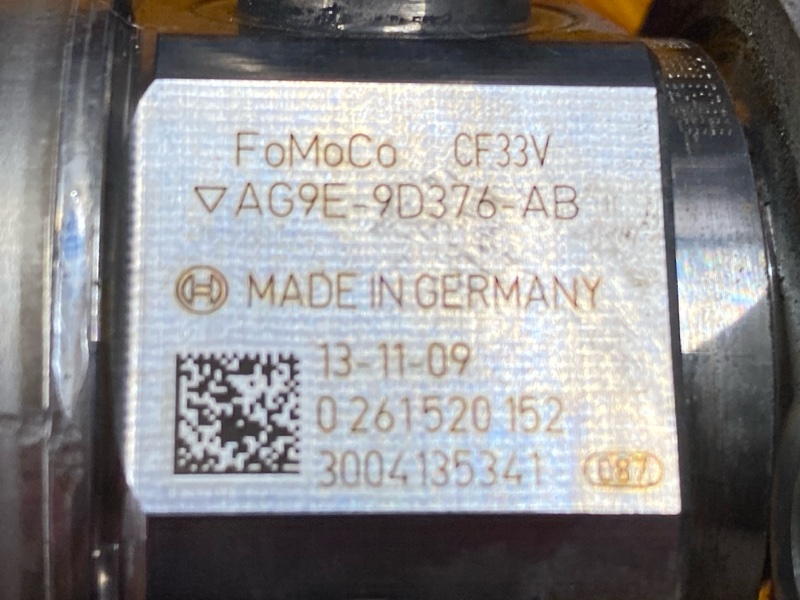 FoMoCo CF33V
▽AG9E-9D376-AB
MADE IN GERMANY
13-11-09
0 261 520 152
3004135341 087